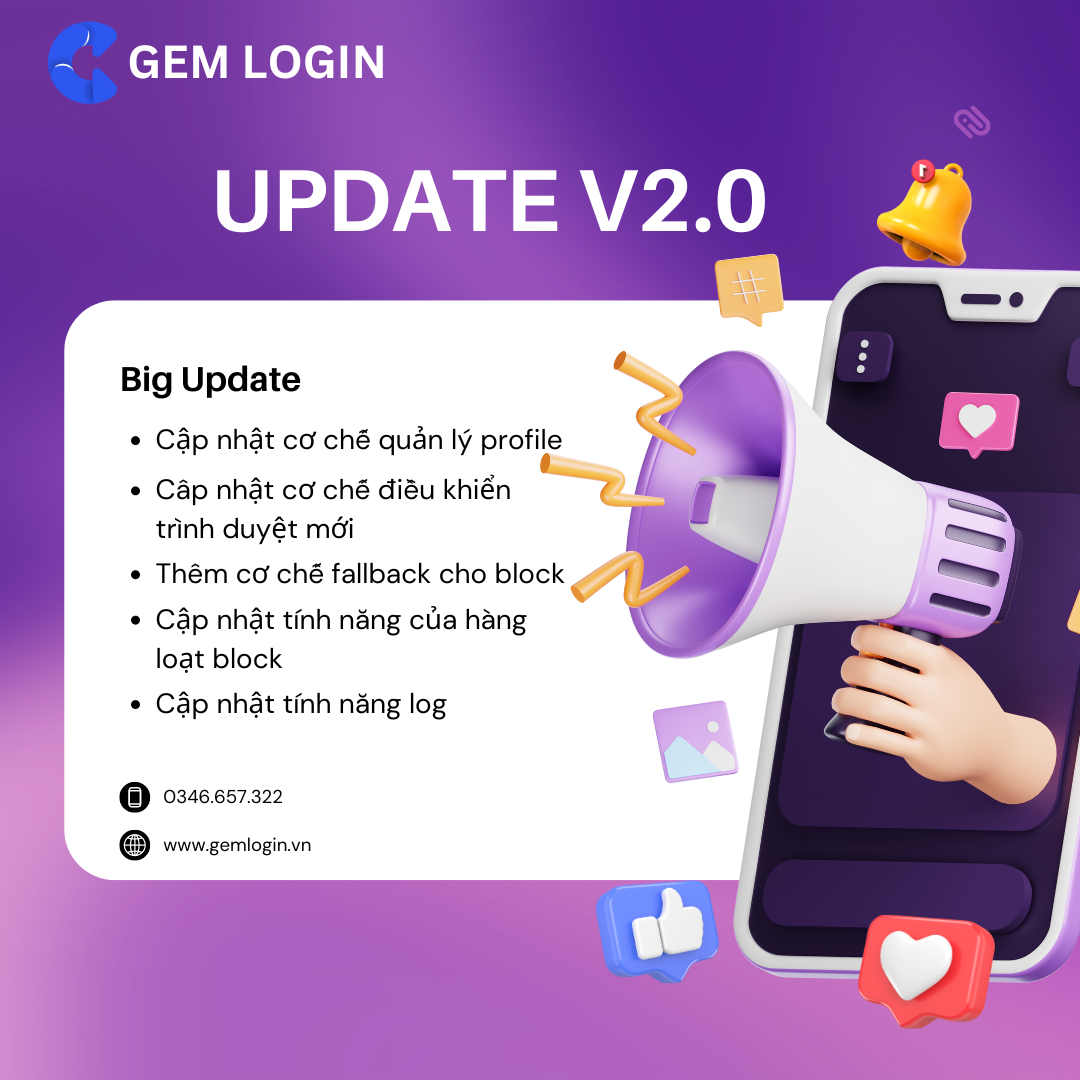 GEM LOGIN
1
UPDATE V2.0
#
Big Update
• Cập nhật cơ chế quản lý profile
• Câp nhật cơ chế điều khiển
trình duyệt mới
• Thêm cơ chế fallback cho block
• Cập nhật tính năng của hàng
loạt block
• Cập nhật tính năng log
0346.657.322
www.gemlogin.vn